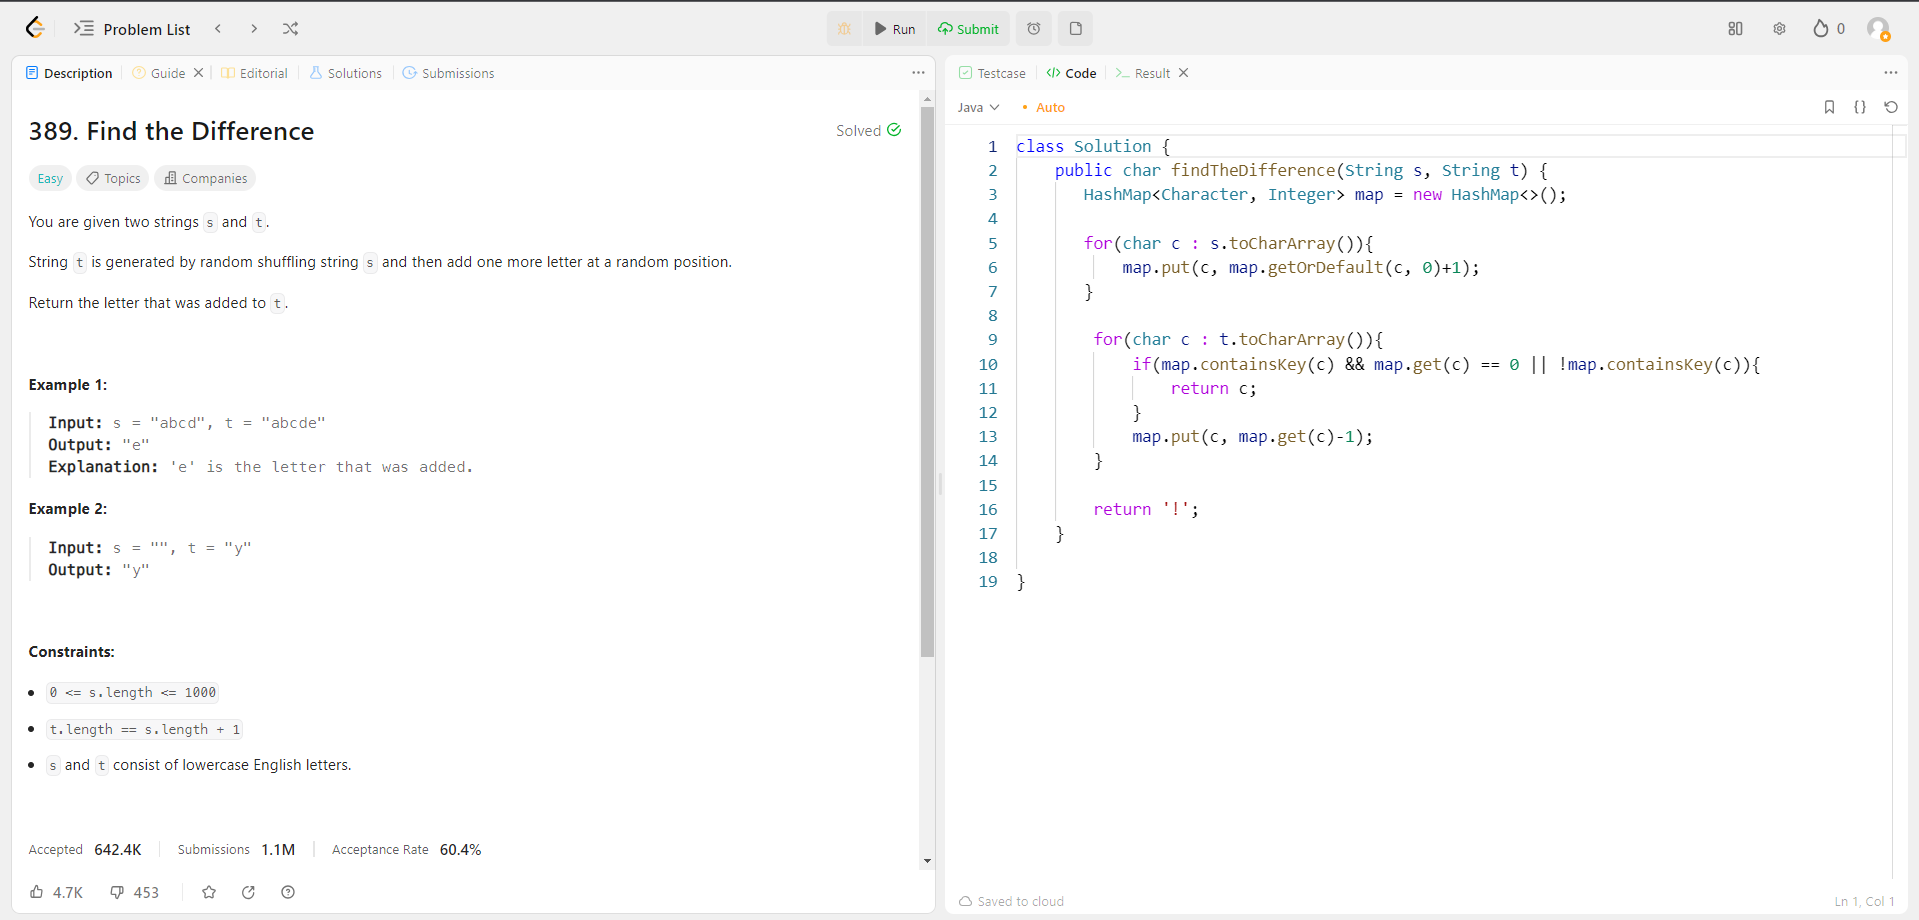 Problem List
Run
Submit
0
Description
Guide
Editorial
Solutions
Submissions
389. Find the Difference
Solved
Easy
Topics
Companies
You are given two strings s and t.
String t is generated by random shuffling string s and then add one more letter at a random position.
Return the letter that was added to t.
Example 1:
Input: s = "abcd", t = "abcde"
Output: "e"
Explanation: 'e' is the letter that was added.
Example 2:
Input: s = "", t = "y"
Output: "y"
Constraints:
0 <= s.length <= 1000
t.length == s.length + 1
s and t consist of lowercase English letters.
Accepted 642.4K Submissions 1.1M Acceptance Rate 60.4%
4.7K 453
Testcase
Code
Result
Java
Auto
1 class Solution {
2 public char findTheDifference(String s, String t) {
3 HashMap<Character, Integer> map = new HashMap<>();
4
5 for(char c : s.toCharArray()){
6 map.put(c, map.getOrDefault(c, 0)+1);
7 }
8
9 for(char c : t.toCharArray()){
10 if(map.containsKey(c) && map.get(c) == 0 || !map.containsKey(c)){
11 return c;
12 }
13 map.put(c, map.get(c)-1);
14 }
15
16 return '!';
17 }
18
19 }
Saved to cloud
Ln 1, Col 1